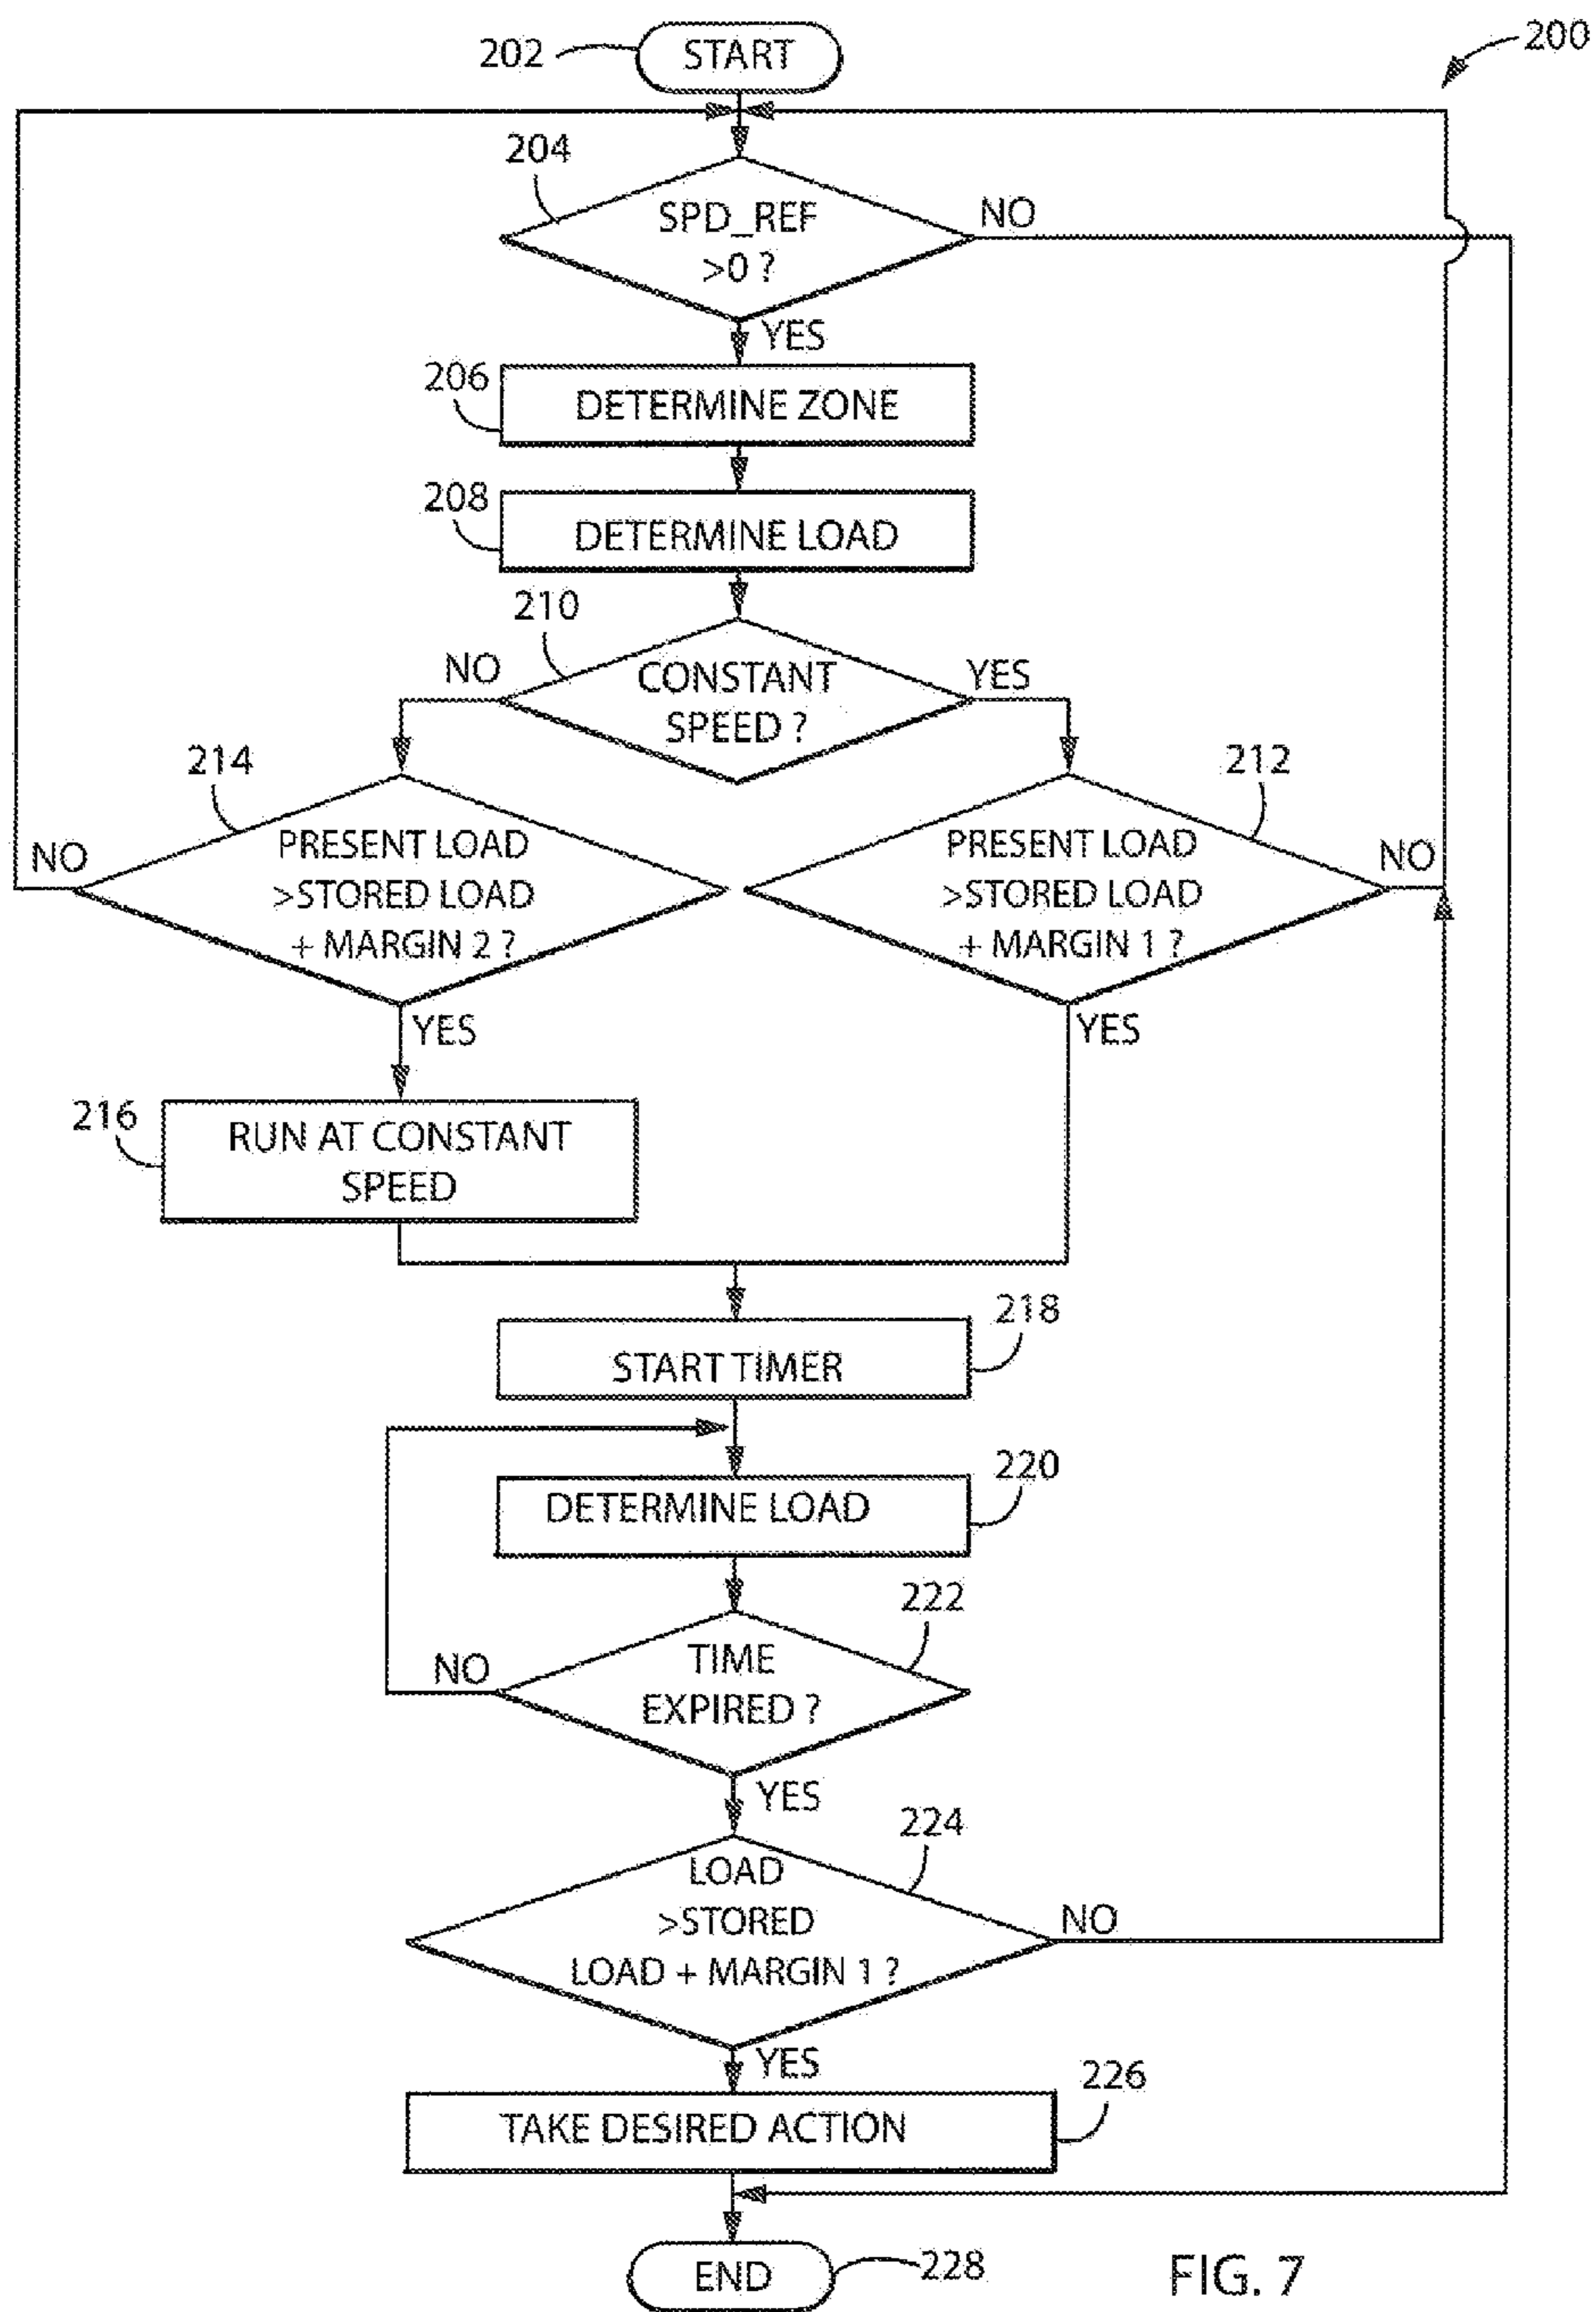 200
202
START
204
SPD_REF
>0 ?
NO
YES
206
DETERMINE ZONE
208
DETERMINE LOAD
210
NO
CONSTANT
SPEED ?
YES
214
212
NO
PRESENT LOAD
>STORED LOAD
+ MARGIN 2 ?
PRESENT LOAD
>STORED LOAD
+ MARGIN 1 ?
NO
YES
YES
216
RUN AT CONSTANT
SPEED
218
START TIMER
220
DETERMINE LOAD
222
NO
TIME
EXPIRED ?
YES
224
LOAD
>STORED
LOAD + MARGIN 1 ?
NO
YES
226
TAKE DESIRED ACTION
END
228
FIG. 7